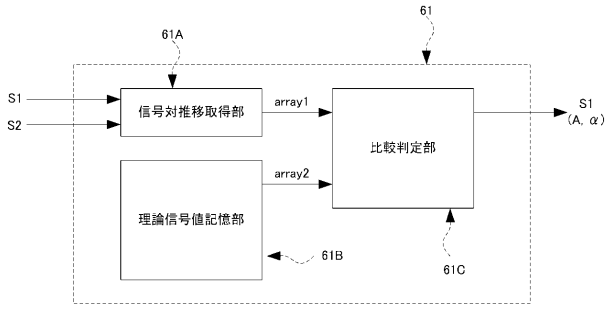 61
61A
S1
S2
信号対推移取得部
array1
比較判定部
S1
(A, α)
理論信号値記憶部
array2
61B
61C